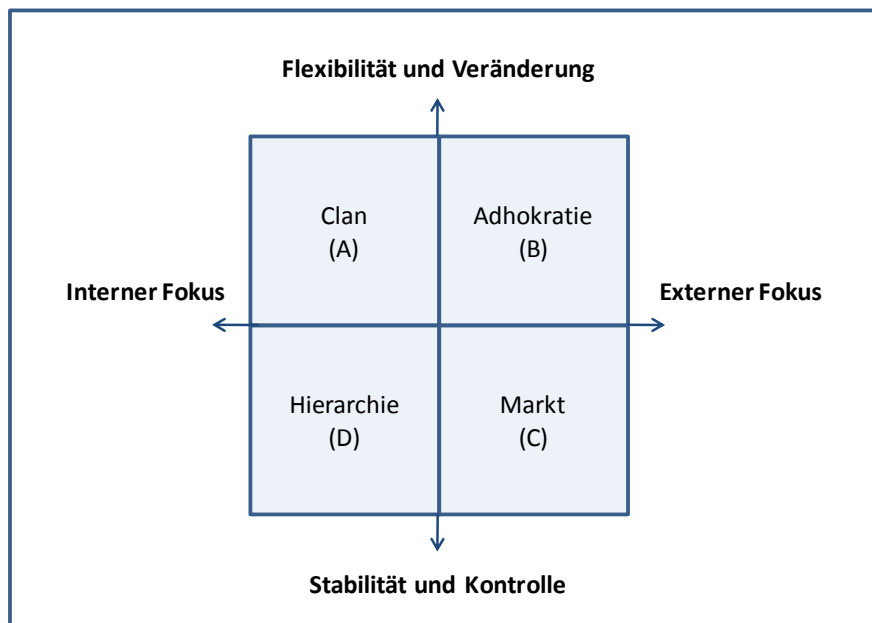 Flexibilität und Veränderung
Clan
(A)
Adhokratie
(B)
Interner Fokus
Externer Fokus
Hierarchie
(D)
Markt
(C)
Stabilität und Kontrolle